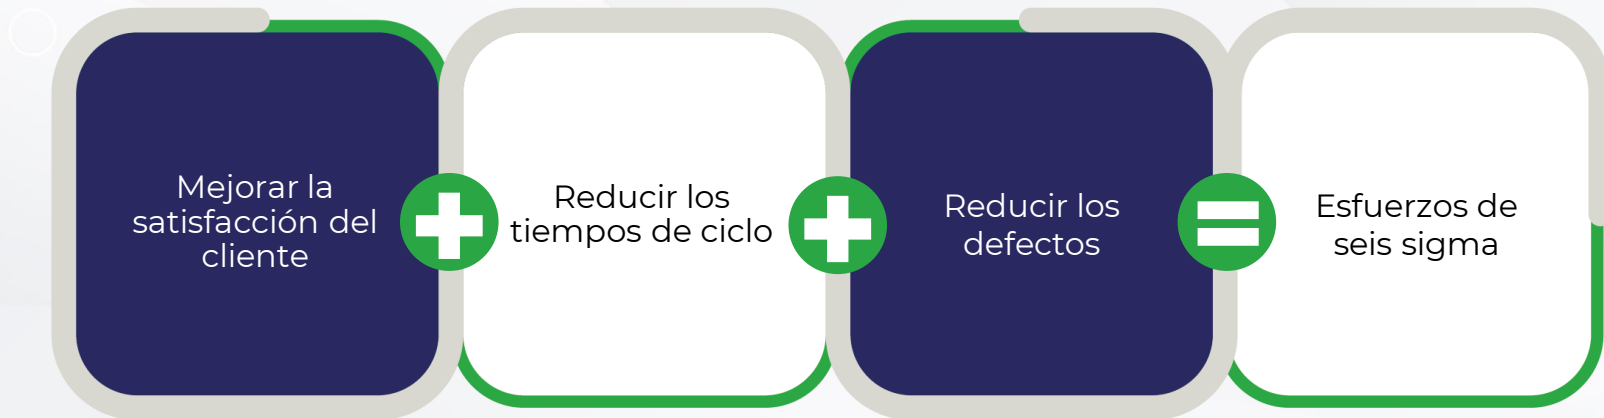 Mejorar la
satisfacción del
cliente
Reducir los
tiempos de ciclo
Reducir los
defectos
Esfuerzos de
seis sigma